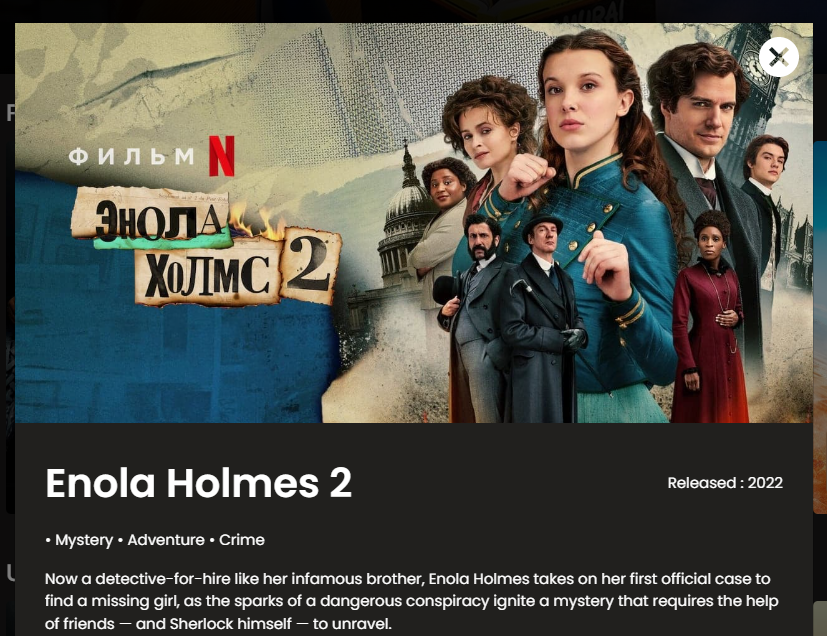 ФИЛЬМ N
ЭНОЛА
ХОЛМС 2
Enola Holmes 2
Released : 2022
• Mystery • Adventure • Crime
Now a detective-for-hire like her infamous brother, Enola Holmes takes on her first official case to
find a missing girl, as the sparks of a dangerous conspiracy ignite a mystery that requires the help
of friends — and Sherlock himself — to unravel.